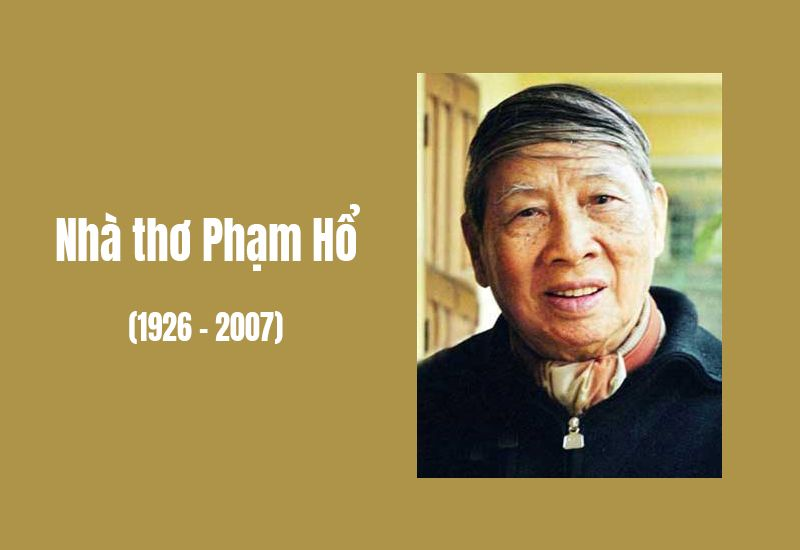 Nhà thơ Phạm Hổ
(1926 - 2007)